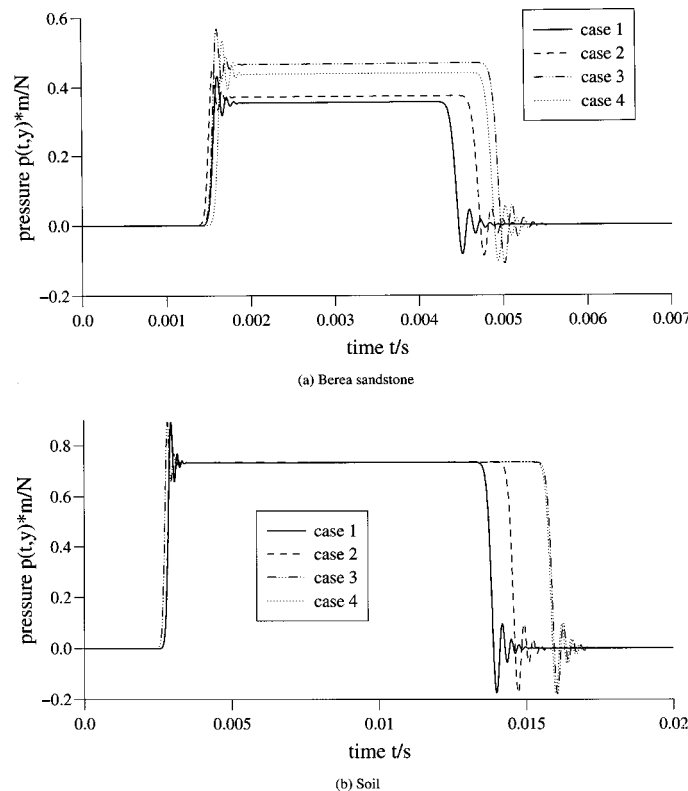 0.6
0.4
0.2
0.0
−0.2
pressure p(t,y)*m/N
case 1
case 2
case 3
case 4
0.0
0.001
0.002
0.003
0.004
0.005
0.006
0.007
time t/s
(a) Berea sandstone
0.8
0.6
0.4
0.2
0.0
−0.2
pressure p(t,y)*m/N
case 1
case 2
case 3
case 4
0.0
0.005
0.01
0.015
0.02
time t/s
(b) Soil